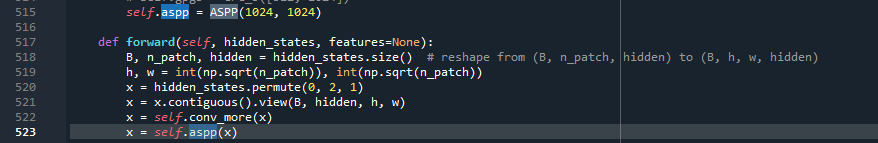 515 self.aspp = ASPP(1024, 1024)
516
517 def forward(self, hidden_states, features=None):
518 B, n_patch, hidden = hidden_states.size()  # reshape from (B, n_patch, hidden) to (B, h, w, hidden)
519 h, w = int(np.sqrt(n_patch)), int(np.sqrt(n_patch))
520 x = hidden_states.permute(0, 2, 1)
521 x = x.contiguous().view(B, hidden, h, w)
522 x = self.conv_more(x)
523 x = self.aspp(x)